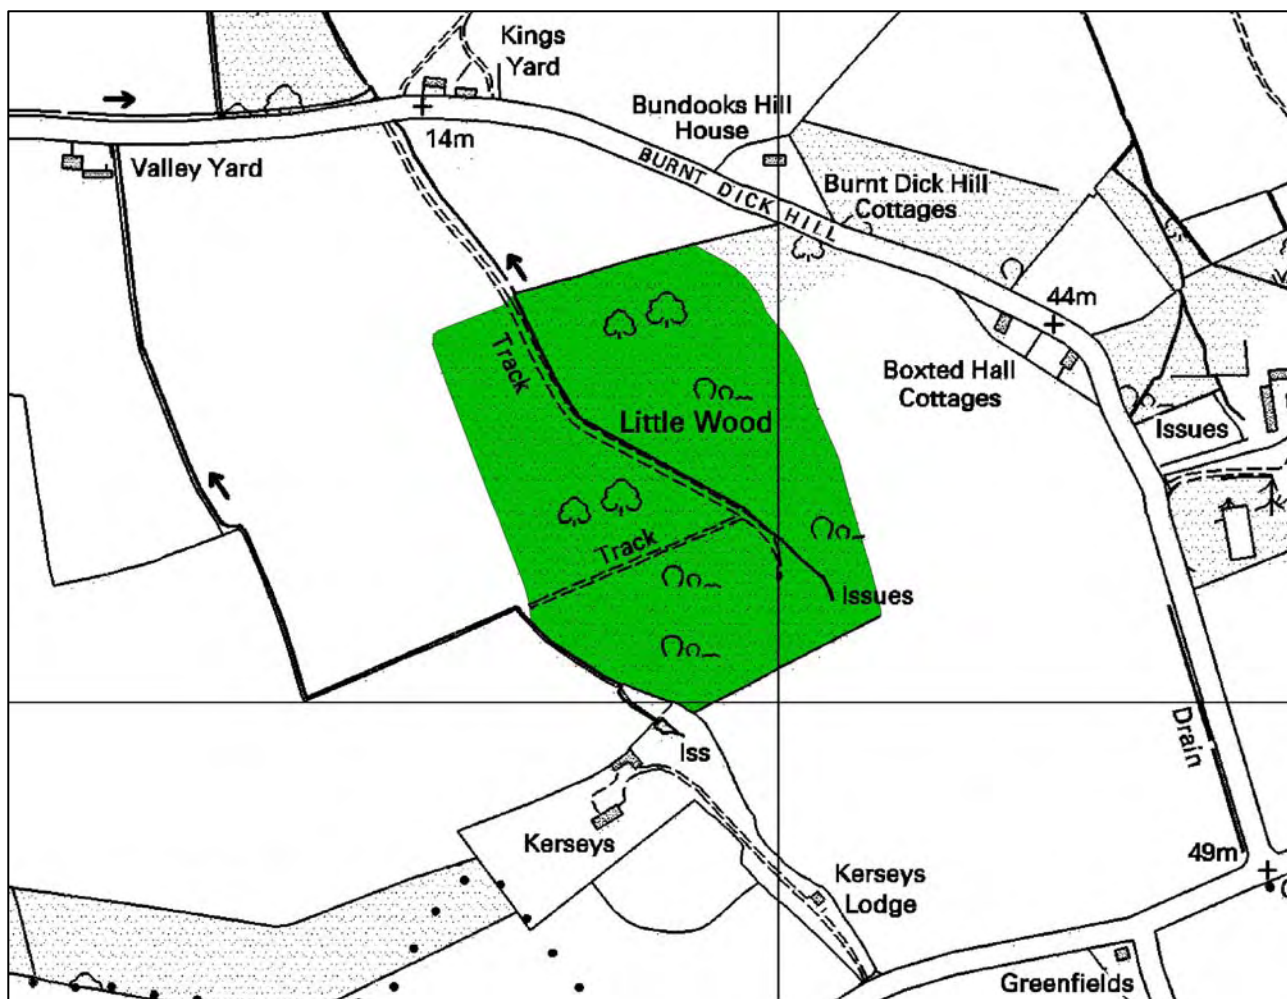 Kings
Yard
14m
Valley Yard
Bundooks Hill
House
BURNT DICK HILL
Burnt Dick Hill
Cottages
44m
Boxted Hall
Cottages
Issues
Track
Little Wood
Track
Issues
Drain
Iss
Kerseys
Kerseys
Lodge
49m
Greenfields